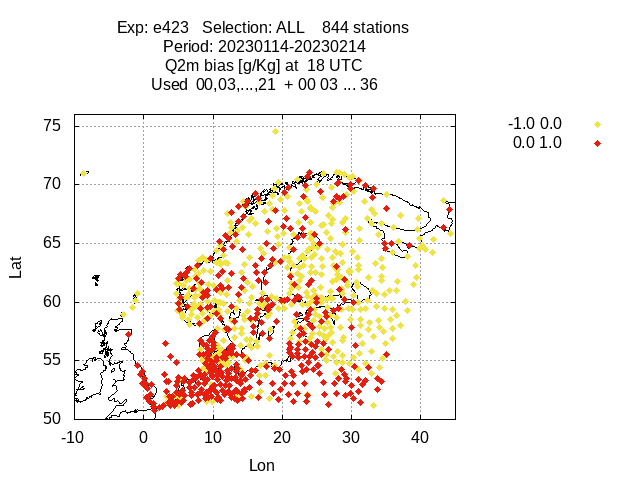 Exp: e423 Selection: ALL 844 stations
Period: 20230114-20230214
Q2m bias [g/Kg] at 18 UTC
Used 00,03,...,21 + 00 03 ... 36
-1.0 0.0
0.0 1.0
75
70
65
60
55
50
Lat
-10 0 10 20 30 40
Lon